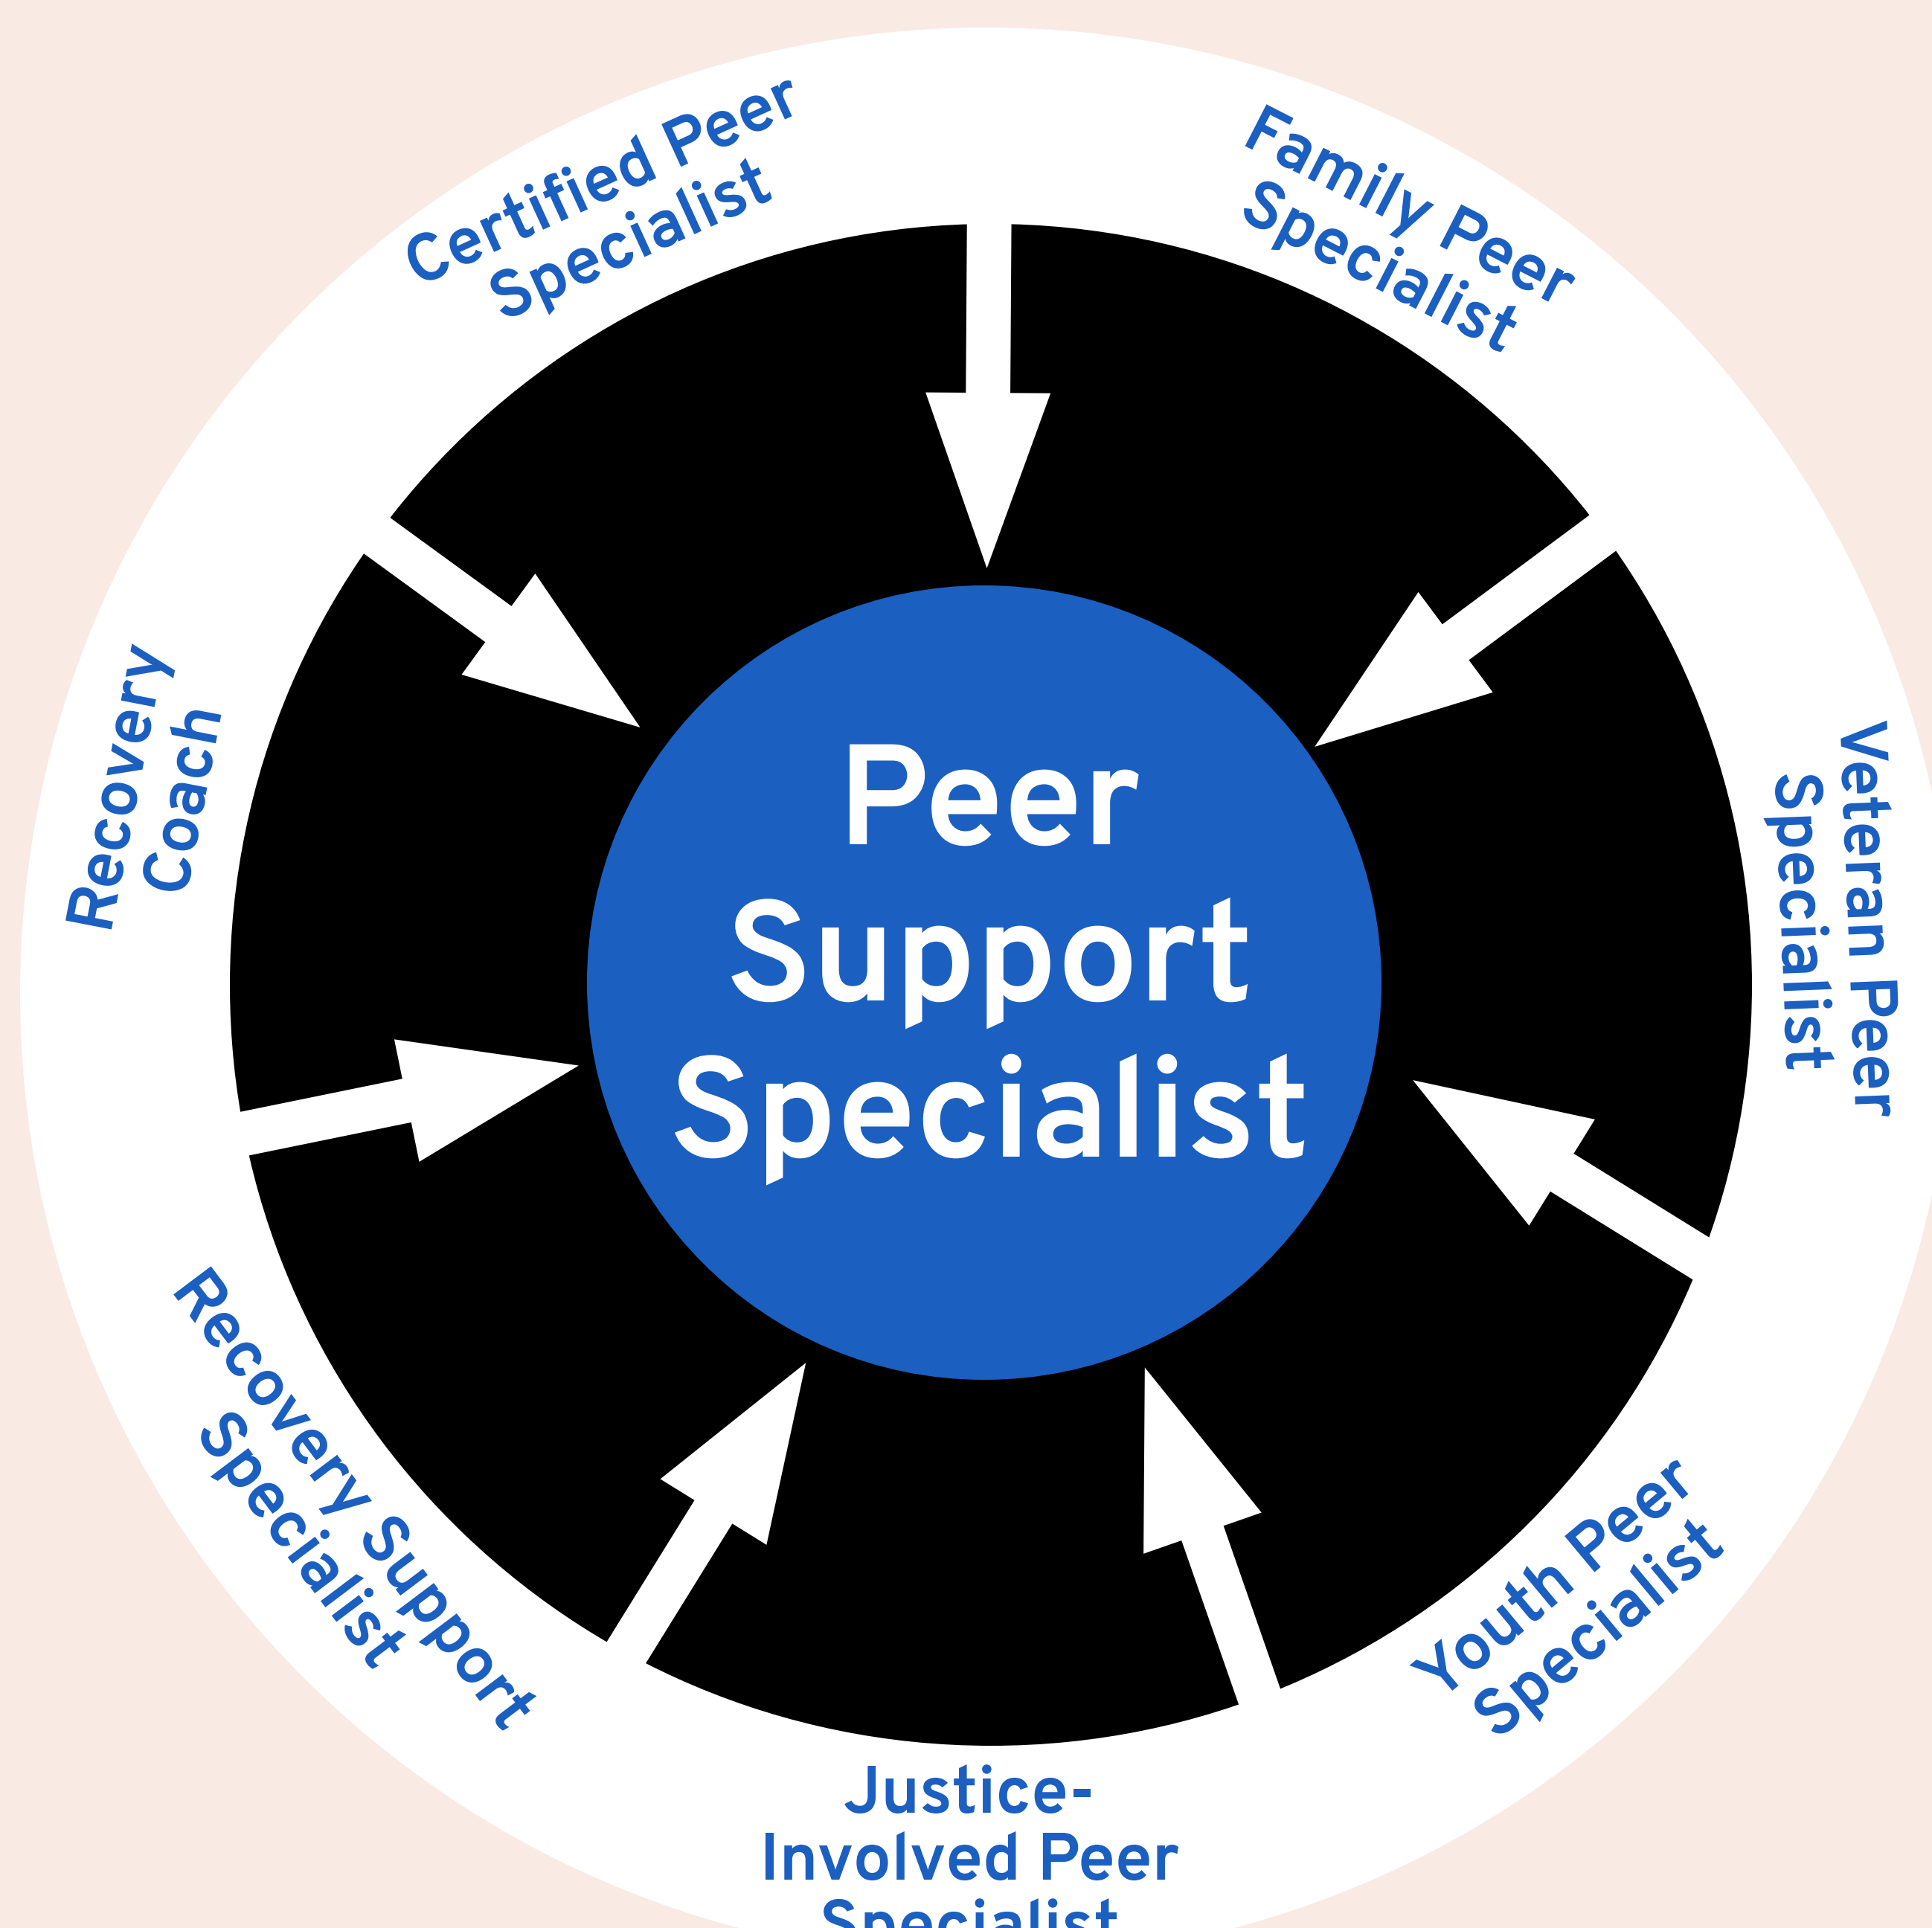 Certified Peer
Specialist
Family Peer
Specialist
Veteran Peer
Specialist
Youth Peer
Specialist
Justice-
Involved Peer
Specialist
Recovery Support
Specialist
Recovery
Coach
Peer
Support
Specialist